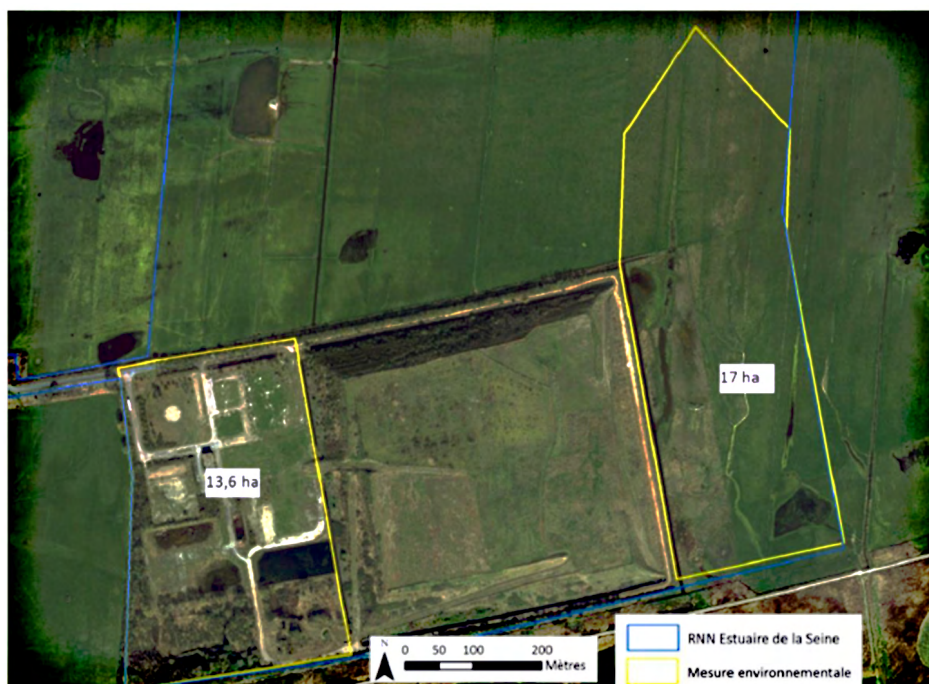 17 ha
13,6 ha
N
0 50 100 200
Mètres
RNN Estuaire de la Seine
Mesure environnementale